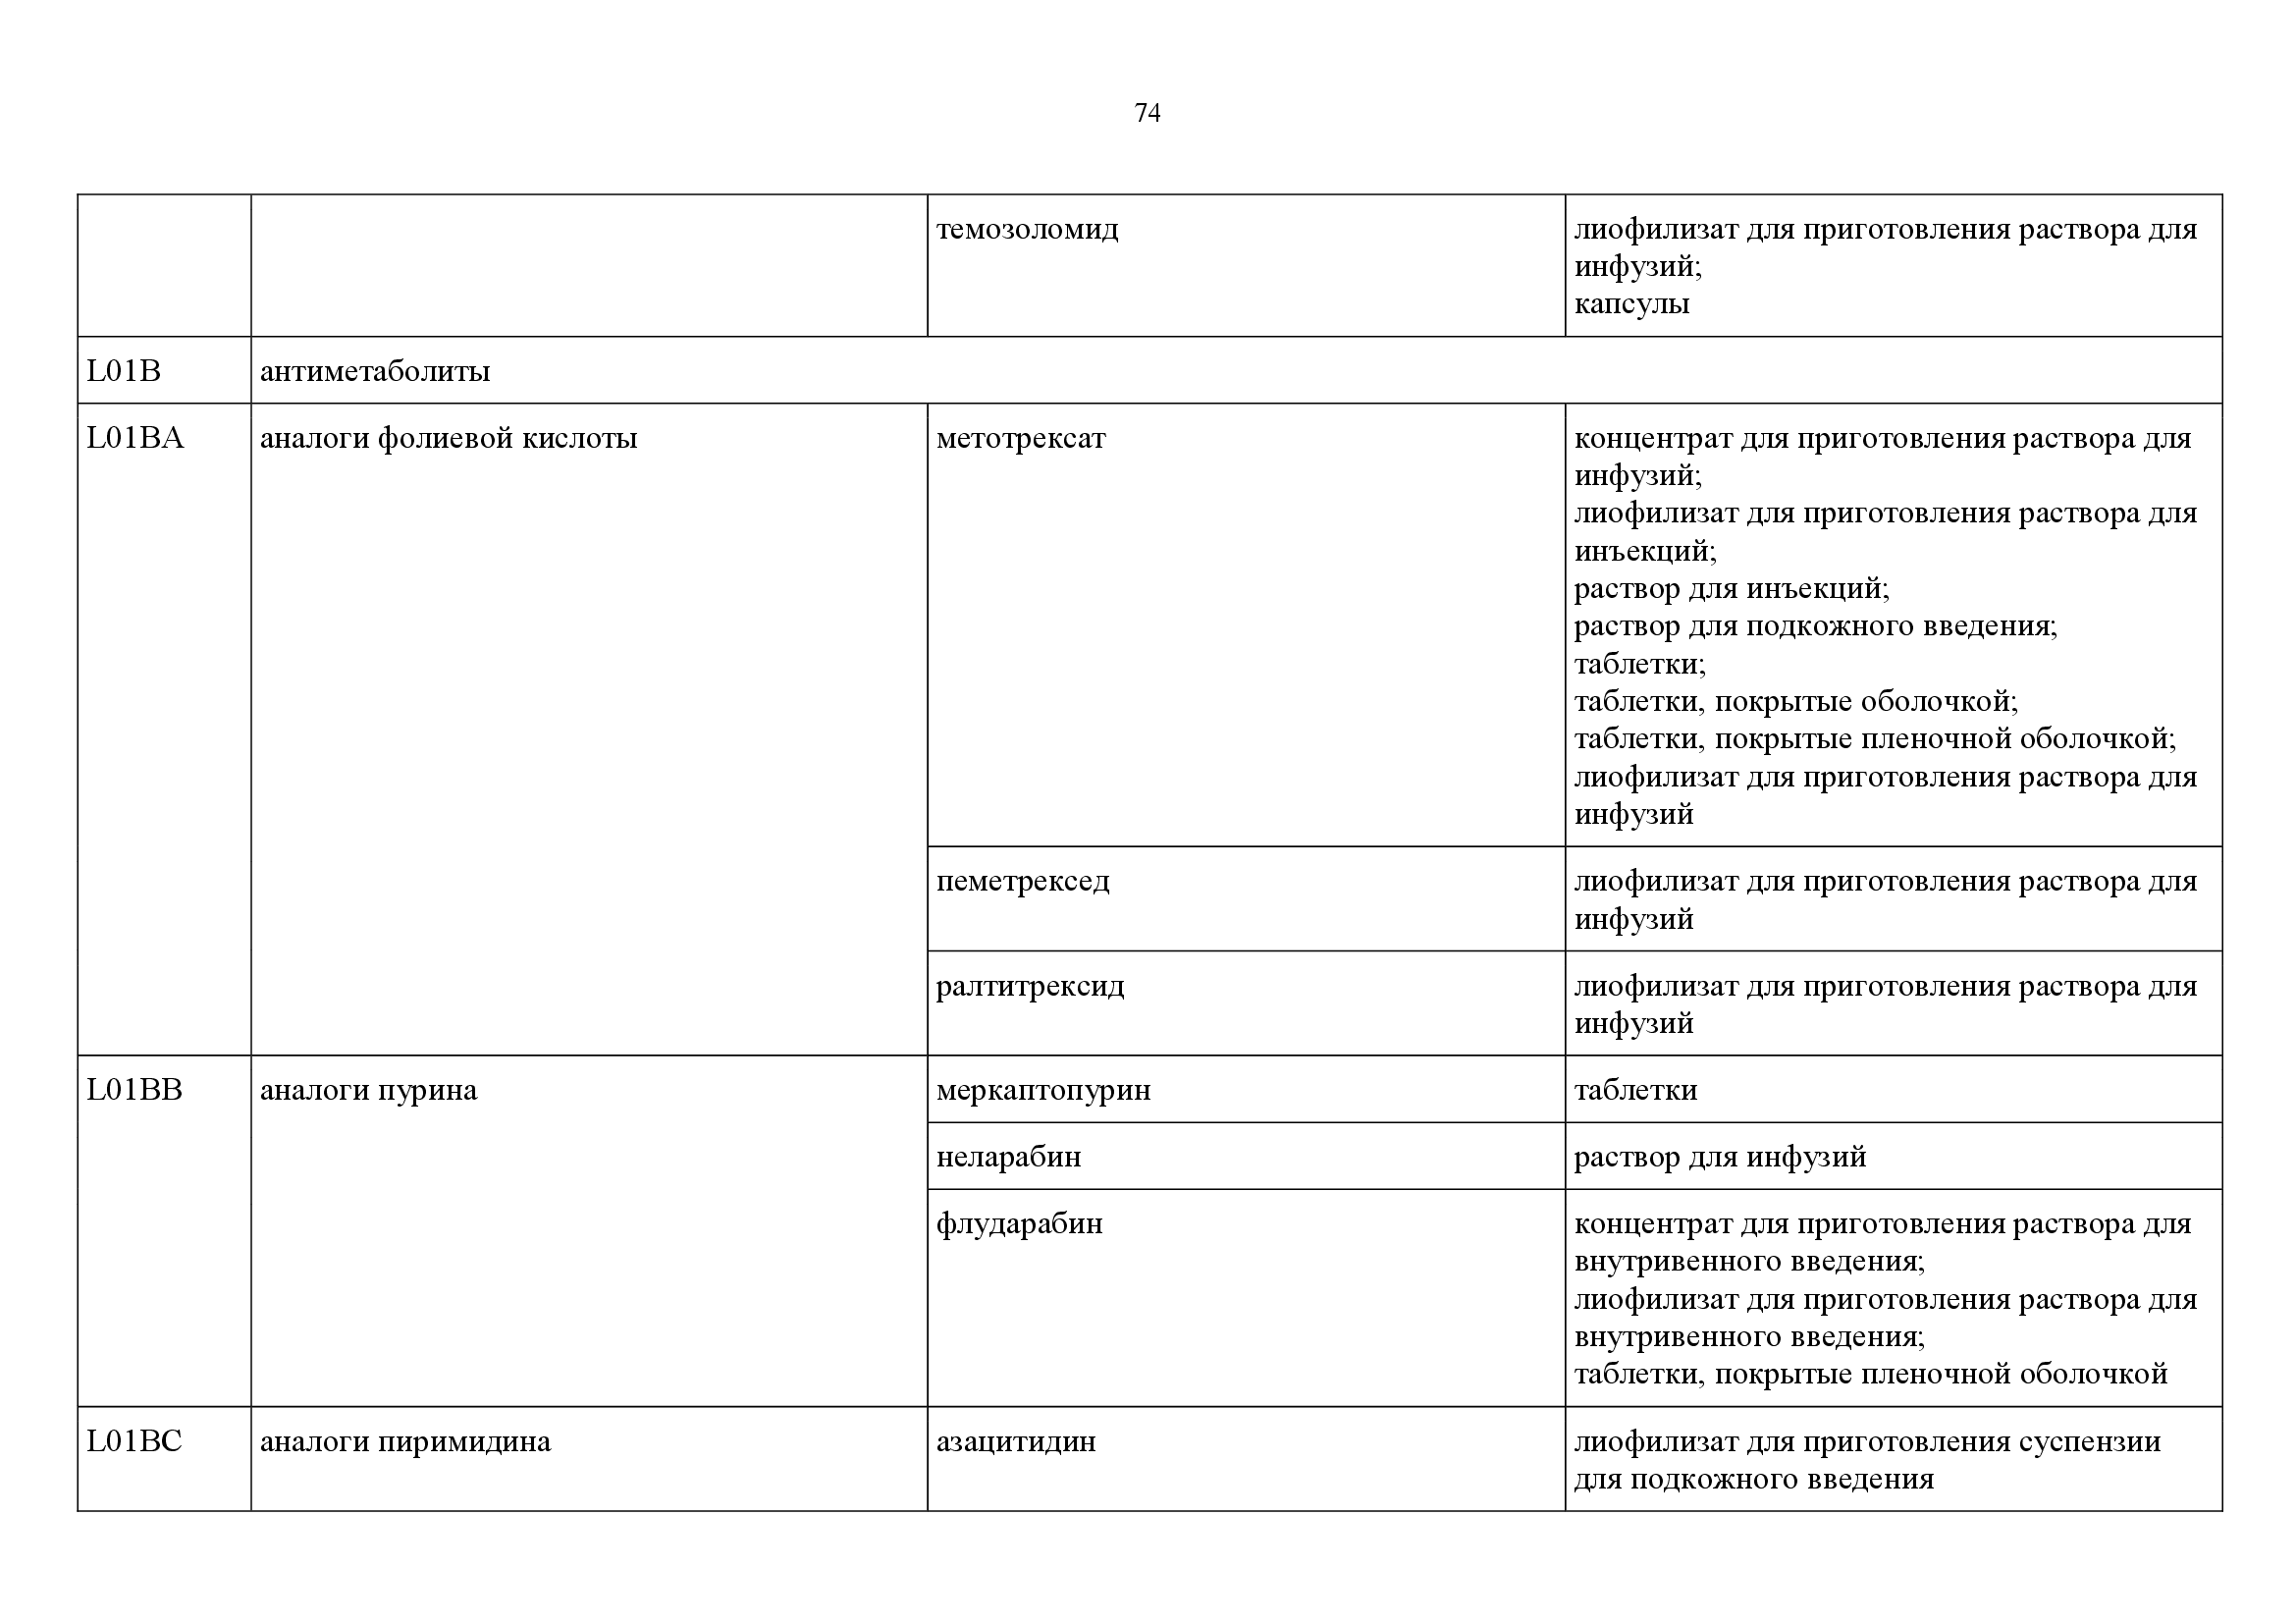 74
темозоломид
лиофилизат для приготовления раствора для
инфузий;
капсулы
L01B
антиметаболиты
L01BA
аналоги фолиевой кислоты
метотрексат
концентрат для приготовления раствора для
инфузий;
лиофилизат для приготовления раствора для
инъекций;
раствор для инъекций;
раствор для подкожного введения;
таблетки;
таблетки, покрытые оболочкой;
таблетки, покрытые пленочной оболочкой;
лиофилизат для приготовления раствора для
инфузий
пеметрексед
лиофилизат для приготовления раствора для
инфузий
ралтитрексид
лиофилизат для приготовления раствора для
инфузий
L01BB
аналоги пурина
меркаптопурин
таблетки
неларабин
раствор для инфузий
флударабин
концентрат для приготовления раствора для
внутривенного введения;
лиофилизат для приготовления раствора для
внутривенного введения;
таблетки, покрытые пленочной оболочкой
L01BC
аналоги пиримидина
азацитидин
лиофилизат для приготовления суспензии
для подкожного введения